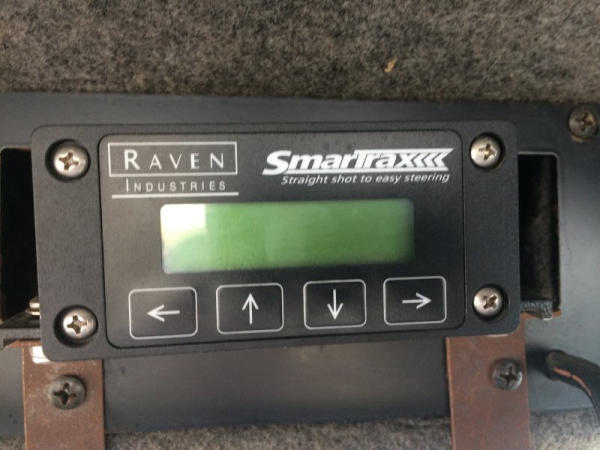 RAVEN
INDUSTRIES
SMARTRAX
Straight shot to easy steering